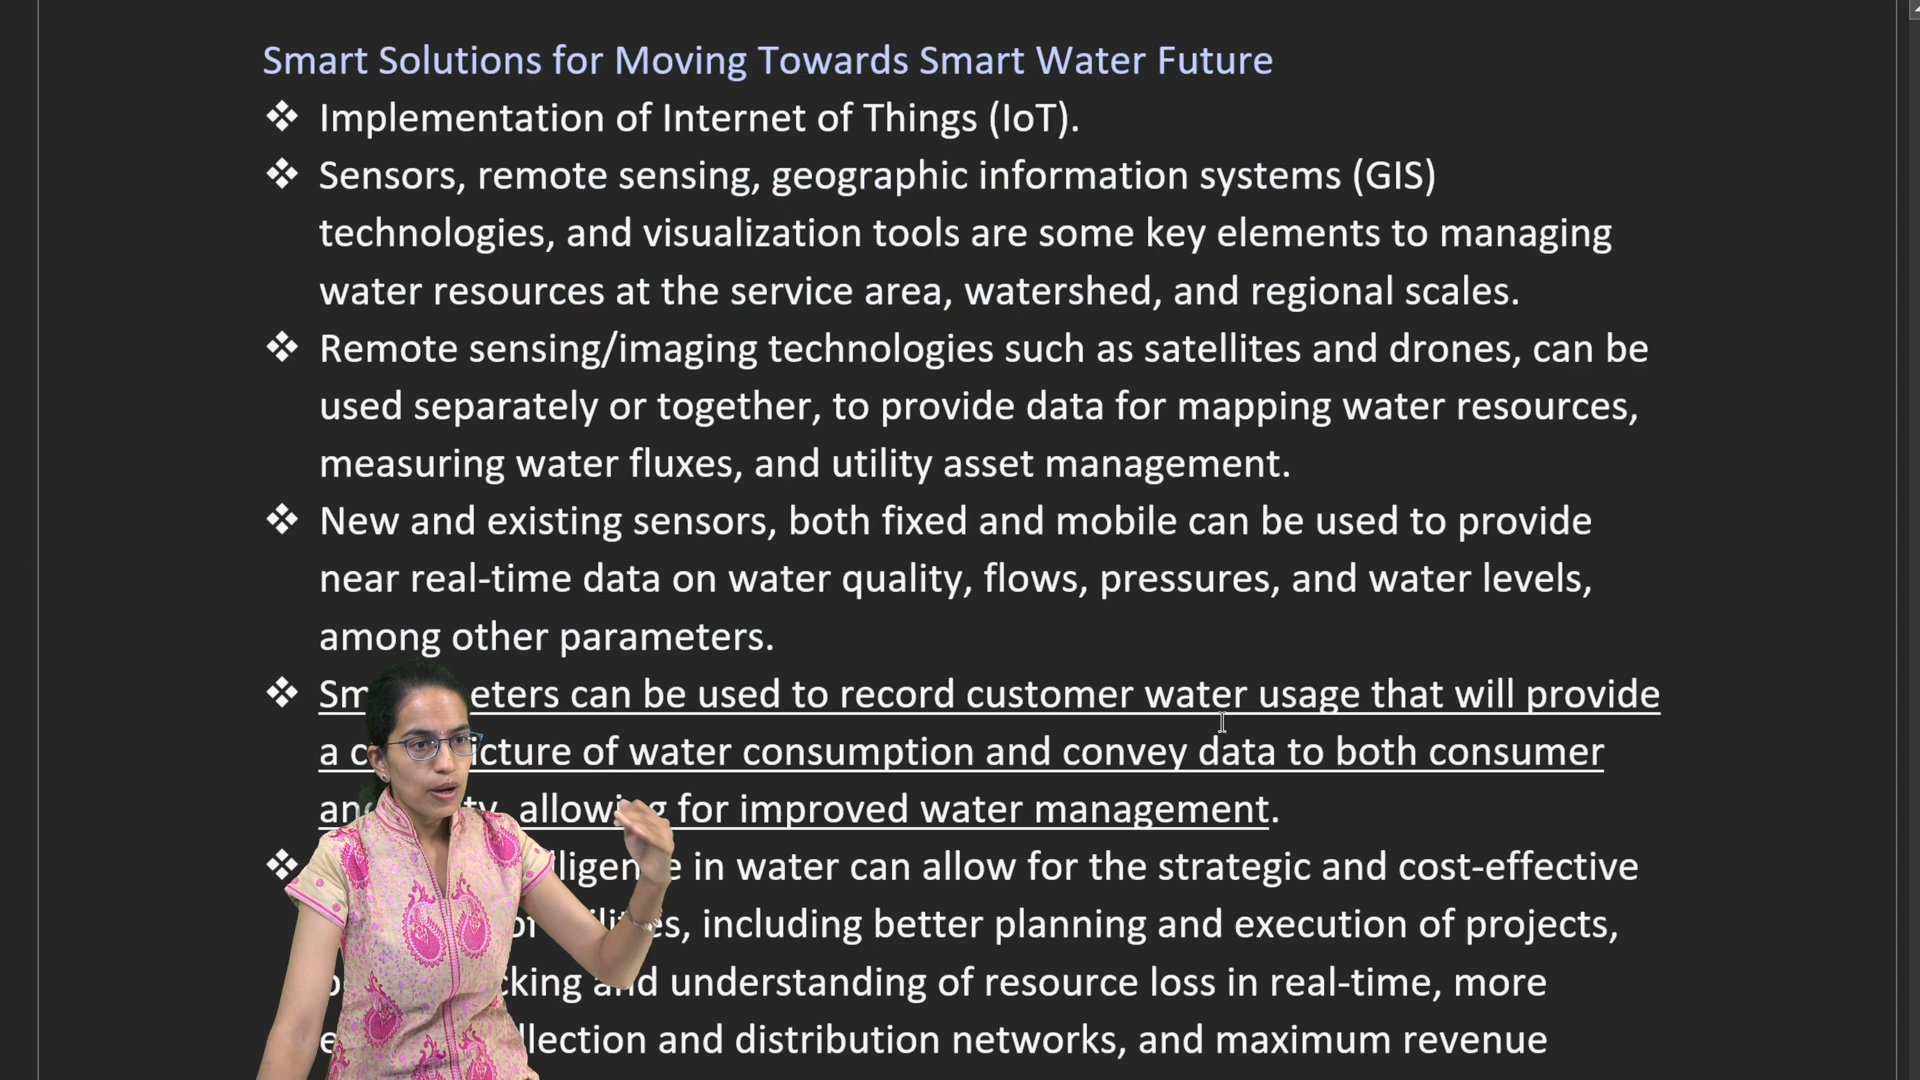 Smart Solutions for Moving Towards Smart Water Future
❖ Implementation of Internet of Things (IoT).
❖ Sensors, remote sensing, geographic information systems (GIS)
technologies, and visualization tools are some key elements to managing
water resources at the service area, watershed, and regional scales.
❖ Remote sensing/imaging technologies such as satellites and drones, can be
used separately or together, to provide data for mapping water resources,
measuring water fluxes, and utility asset management.
❖ New and existing sensors, both fixed and mobile can be used to provide
near real-time data on water quality, flows, pressures, and water levels,
among other parameters.
❖ can be used to record customer water usage that will provide
a of water consumption and convey data to both consumer
allowing for improved water management.
❖ in water can allow for the strategic and cost-effective
including better planning and execution of projects,
and understanding of resource loss in real-time, more
and distribution networks, and maximum revenue